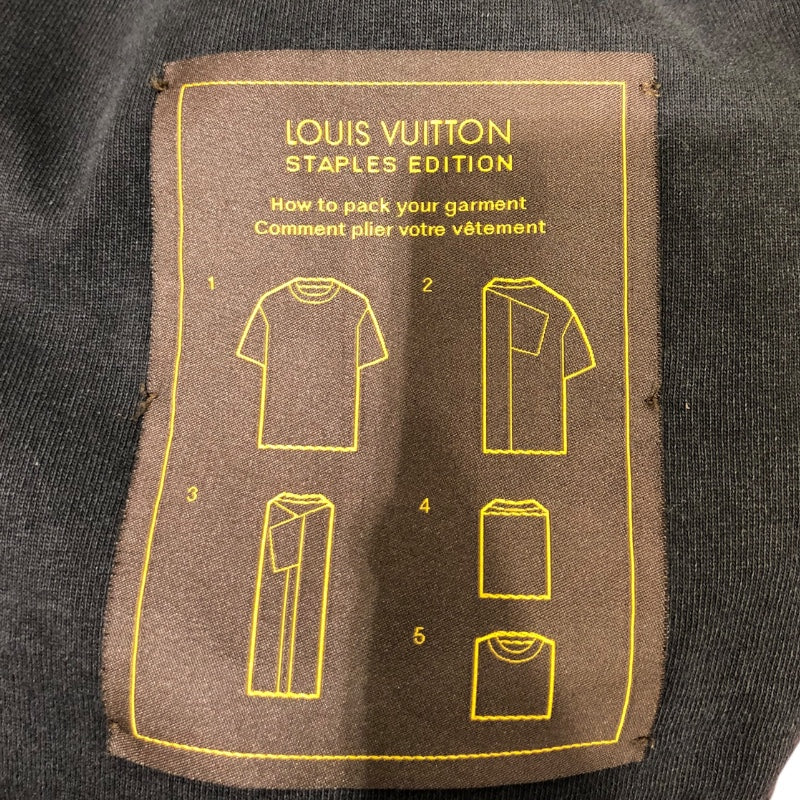 LOUIS VUITTON
STAPLES EDITION
How to pack your garment
Comment plier votre vêtement
1
2
3
4
5